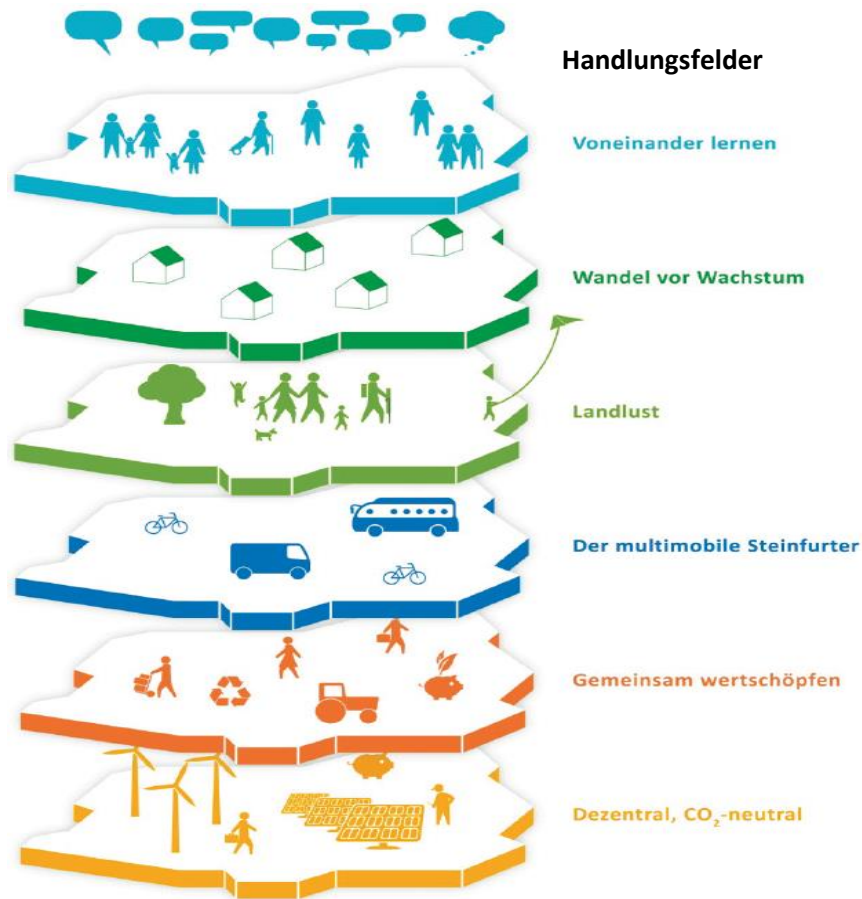 Handlungsfelder
Voneinander lernen
Wandel vor Wachstum
Landlust
Der multimobile Steinfurter
Gemeinsam wertschöpfen
Dezentral, CO₂-neutral